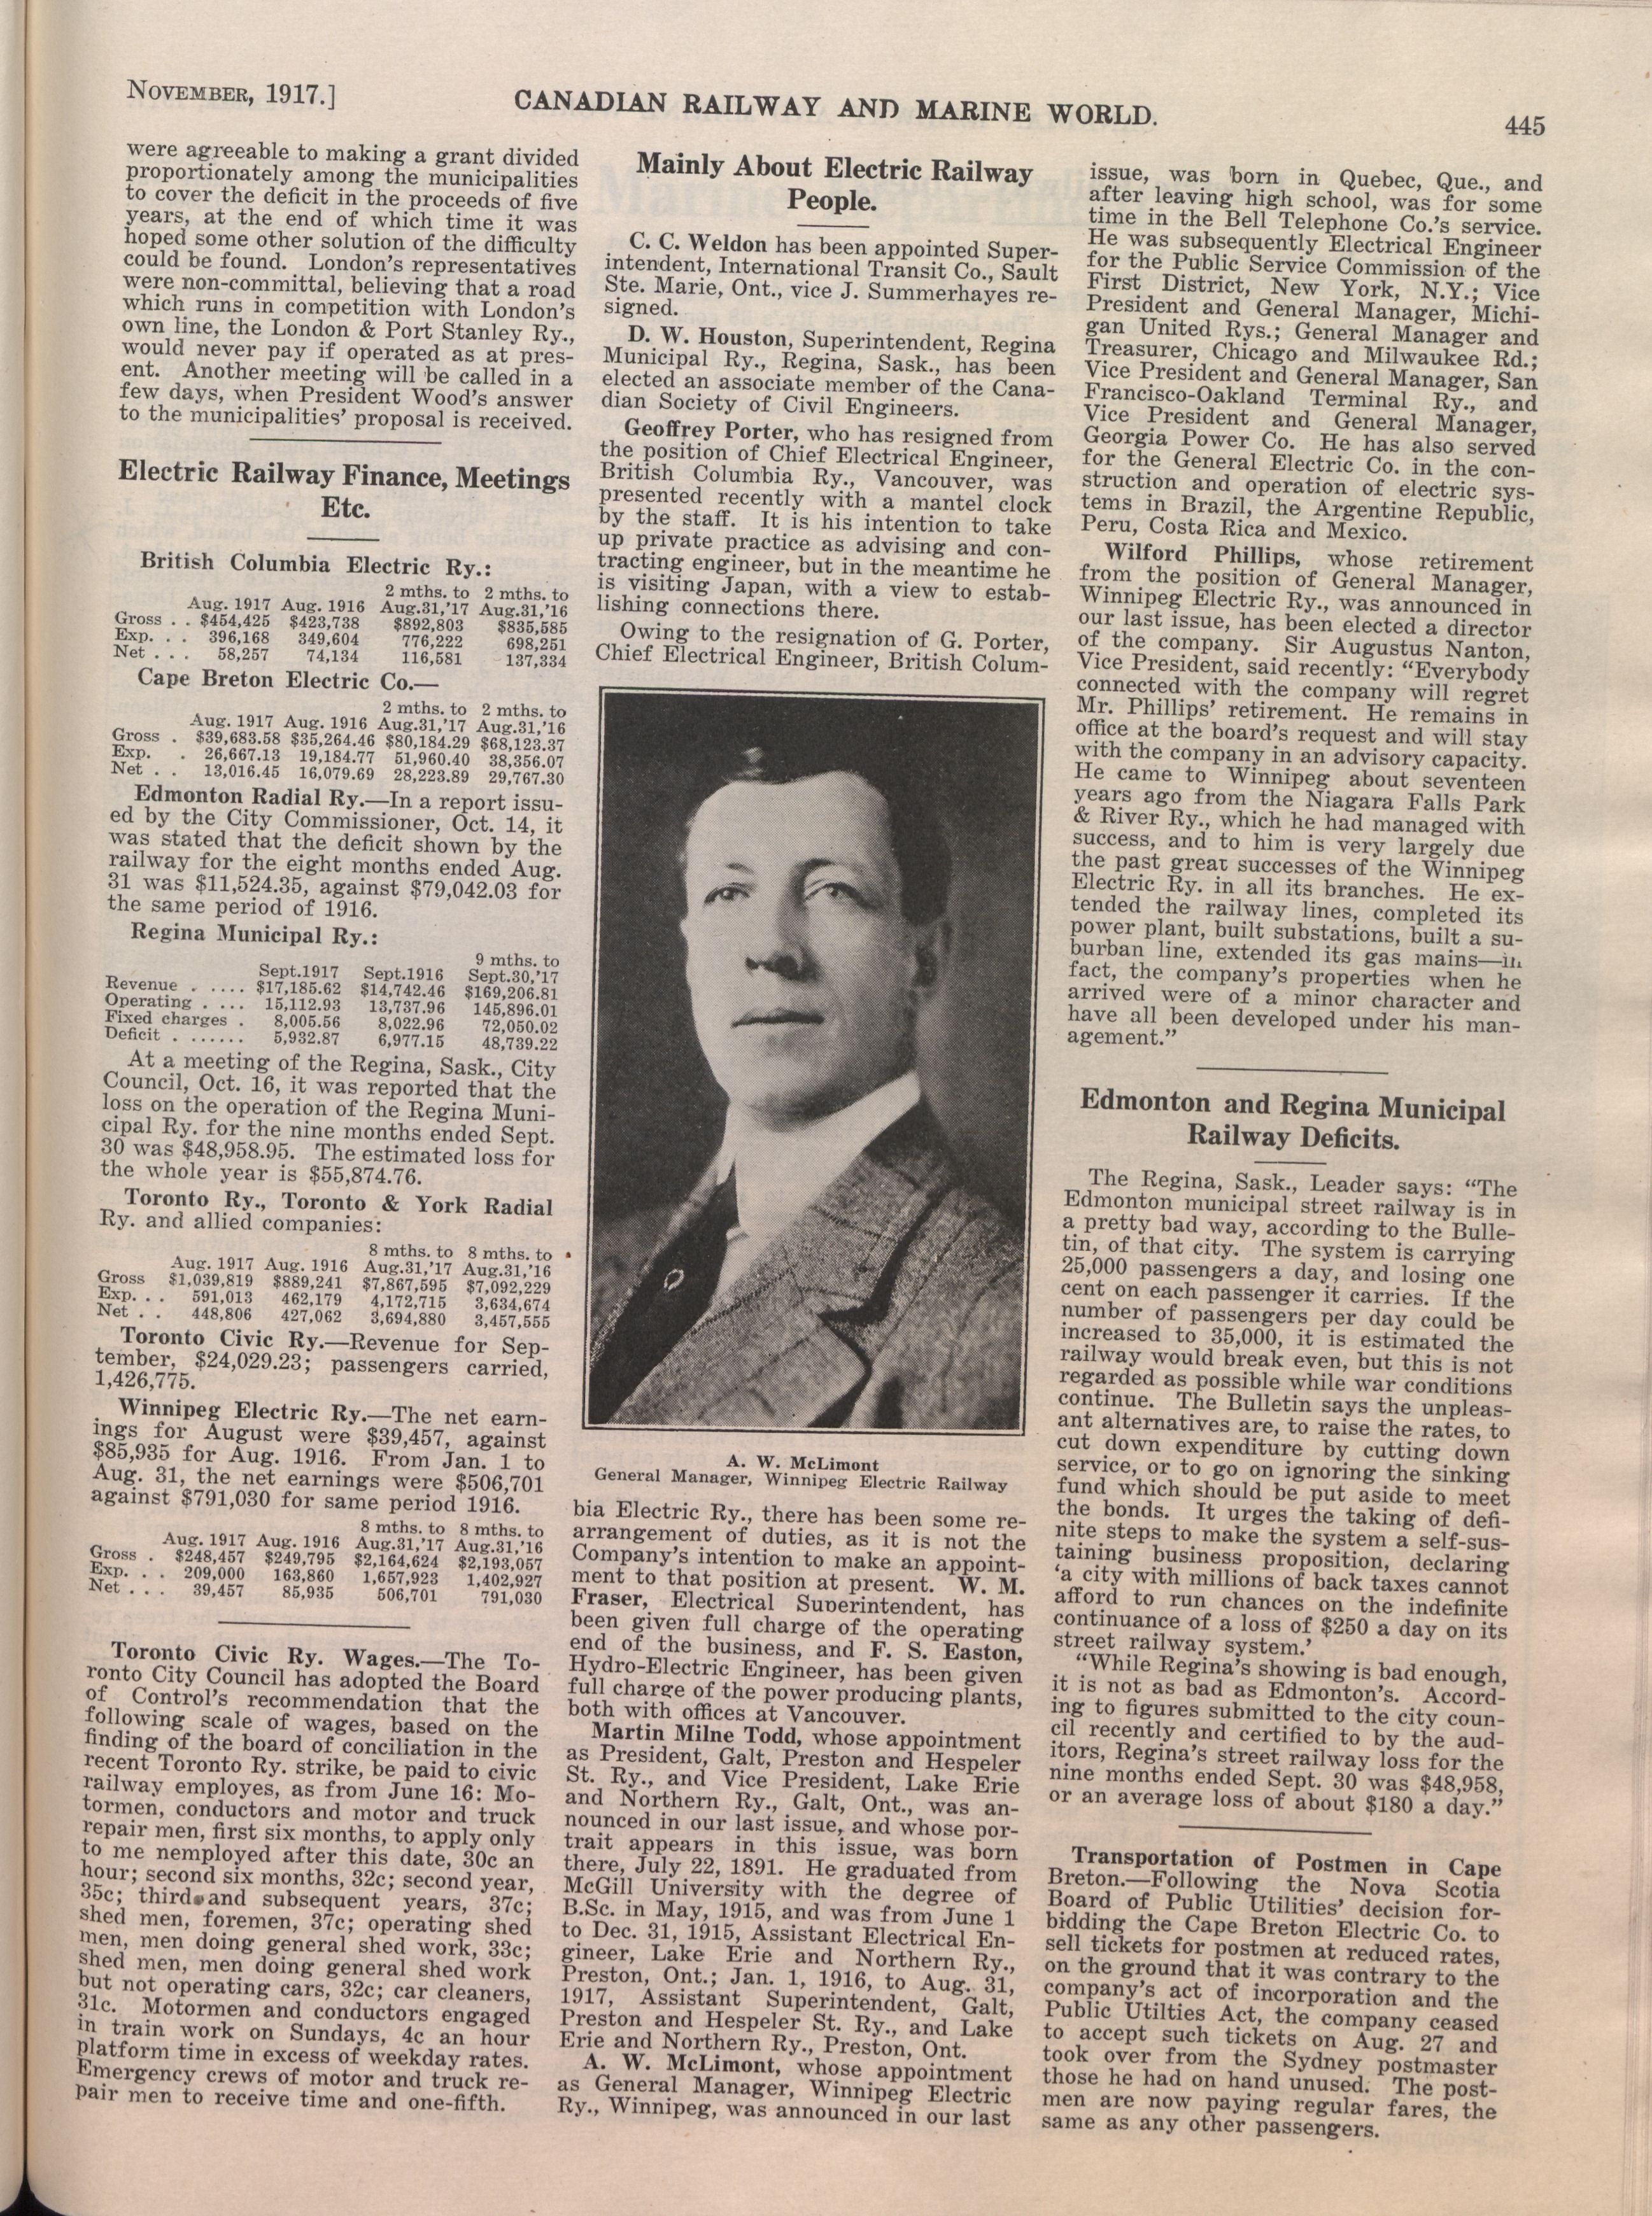 NOVEMBER, 1917.]
CANADIAN RAILWAY AND MARINE WORLD.
445
were agreeable to making a grant divided
proportionately among the municipalities
to cover the deficit in the proceeds of five
years, at the end of which time it was
hoped some other solution of the difficulty
could be found. London's representatives
were non-committal, believing that a road
which runs in competition with London's
own line, the London & Port Stanley Ry.,
would never pay if operated as at pres-
ent. Another meeting will be called in a
few days, when President Wood's answer
to the municipalities' proposal is received.
Electric Railway Finance, Meetings
Etc.
British Columbia Electric Ry.:
2 mths. to 2 mths. to
Aug. 1917 Aug. 1916 Aug.31,'17 Aug.31,'16
Gross . . $454,425 $423,738 $892,803 $835,585
Exp. . . 396,168 349,604 776,222 698,251
Net . . . 58,257 74,134 116,581 137,334
Cape Breton Electric Co.—
2 mths. to 2 mths. to
Aug. 1917 Aug. 1916 Aug.31,'17 Aug.31,'16
Gross . $39,683.58 $35,264.46 $80,184.29 $68,123.37
Exp. . 26,667.13 19,184.77 51,960.40 38,356.07
Net . . 13,016.45 16,079.69 28,223.89 29,767.30
Edmonton Radial Ry.—In a report issu-
ed by the City Commissioner, Oct. 14, it
was stated that the deficit shown by the
railway for the eight months ended Aug.
31 was $11,524.35, against $79,042.03 for
the same period of 1916.
Regina Municipal Ry.:
9 mths. to
Sept.1917 Sept.1916 Sept.30,'17
Revenue . .... $17,185.62 $14,742.46 $169,206.81
Operating . ... 15,112.93 13,737.96 145,896.01
Fixed charges . 8,005.56 8,022.96 72,050.02
Deficit . ...... 5,932.87 6,977.15 48,739.22
At a meeting of the Regina, Sask., City
Council, Oct. 16, it was reported that the
loss on the operation of the Regina Muni-
cipal Ry. for the nine months ended Sept.
30 was $48,958.95. The estimated loss for
the whole year is $55,874.76.
Toronto Ry., Toronto & York Radial
Ry. and allied companies:
8 mths. to 8 mths. to
Aug. 1917 Aug. 1916 Aug.31,'17 Aug.31,'16
Gross $1,039,819 $889,241 $7,867,595 $7,092,229
Exp. . . 591,013 462,179 4,172,715 3,634,674
Net . . 448,806 427,062 3,694,880 3,457,555
Toronto Civic Ry.—Revenue for Sep-
tember, $24,029.23; passengers carried,
1,426,775.
Winnipeg Electric Ry.—The net earn-
ings for August were $39,457, against
$85,935 for Aug. 1916. From Jan. 1 to
Aug. 31, the net earnings were $506,701
against $791,030 for same period 1916.
8 mths. to 8 mths. to
Aug. 1917 Aug. 1916 Aug.31,'17 Aug.31,'16
Gross . $248,457 $249,795 $2,164,624 $2,193,057
Exp. . . 209,000 163,860 1,657,923 1,402,927
Net . . . 39,457 85,935 506,701 791,030
Toronto Civic Ry. Wages.—The To-
ronto City Council has adopted the Board
of Control's recommendation that the
following scale of wages, based on the
finding of the board of conciliation in the
recent Toronto Ry. strike, be paid to civic
railway employes, as from June 16: Mo-
tormen, conductors and motor and truck
repair men, first six months, to apply only
to me nemployed after this date, 30c an
hour; second six months, 32c; second year,
35c; third and subsequent years, 37c;
shed men, foremen, 37c; operating shed
men, men doing general shed work, 33c;
shed men, men doing general shed work
but not operating cars, 32c; car cleaners,
31c. Motormen and conductors engaged
in train work on Sundays, 4c an hour
platform time in excess of weekday rates.
Emergency crews of motor and truck re-
pair men to receive time and one-fifth.
Mainly About Electric Railway
People.
C. C. Weldon has been appointed Super-
intendent, International Transit Co., Sault
Ste. Marie, Ont., vice J. Summerhayes re-
signed.
D. W. Houston, Superintendent, Regina
Municipal Ry., Regina, Sask., has been
elected an associate member of the Cana-
dian Society of Civil Engineers.
Geoffrey Porter, who has resigned from
the position of Chief Electrical Engineer,
British Columbia Ry., Vancouver, was
presented recently with a mantel clock
by the staff. It is his intention to take
up private practice as advising and con-
tracting engineer, but in the meantime he
is visiting Japan, with a view to estab-
lishing connections there.
Owing to the resignation of G. Porter,
Chief Electrical Engineer, British Colum-
A. W. McLimont
General Manager, Winnipeg Electric Railway
bia Electric Ry., there has been some re-
arrangement of duties, as it is not the
Company's intention to make an appoint-
ment to that position at present. W. M.
Fraser, Electrical Superintendent, has
been given full charge of the operating
end of the business, and F. S. Easton,
Hydro-Electric Engineer, has been given
full charge of the power producing plants,
both with offices at Vancouver.
Martin Milne Todd, whose appointment
as President, Galt, Preston and Hespeler
St. Ry., and Vice President, Lake Erie
and Northern Ry., Galt, Ont., was an-
nounced in our last issue, and whose por-
trait appears in this issue, was born
there, July 22, 1891. He graduated from
McGill University with the degree of
B.Sc. in May, 1915, and was from June 1
to Dec. 31, 1915, Assistant Electrical En-
gineer, Lake Erie and Northern Ry.,
Preston, Ont.; Jan. 1, 1916, to Aug. 31,
1917, Assistant Superintendent, Galt,
Preston and Hespeler St. Ry., and Lake
Erie and Northern Ry., Preston, Ont.
A. W. McLimont, whose appointment
as General Manager, Winnipeg Electric
Ry., Winnipeg, was announced in our last
issue, was born in Quebec, Que., and
after leaving high school, was for some
time in the Bell Telephone Co.'s service.
He was subsequently Electrical Engineer
for the Public Service Commission of the
First District, New York, N.Y.; Vice
President and General Manager, Michi-
gan United Rys.; General Manager and
Treasurer, Chicago and Milwaukee Rd.;
Vice President and General Manager, San
Francisco-Oakland Terminal Ry., and
Vice President and General Manager,
Georgia Power Co. He has also served
for the General Electric Co. in the con-
struction and operation of electric sys-
tems in Brazil, the Argentine Republic,
Peru, Costa Rica and Mexico.
Wilford Phillips, whose retirement
from the position of General Manager,
Winnipeg Electric Ry., was announced in
our last issue, has been elected a director
of the company. Sir Augustus Nanton,
Vice President, said recently: "Everybody
connected with the company will regret
Mr. Phillips' retirement. He remains in
office at the board's request and will stay
with the company in an advisory capacity.
He came to Winnipeg about seventeen
years ago from the Niagara Falls Park
& River Ry., which he had managed with
success, and to him is very largely due
the past great successes of the Winnipeg
Electric Ry. in all its branches. He ex-
tended the railway lines, completed its
power plant, built substations, built a su-
burban line, extended its gas mains—in
fact, the company's properties when he
arrived were of a minor character and
have all been developed under his man-
agement."
Edmonton and Regina Municipal
Railway Deficits.
The Regina, Sask., Leader says: "The
Edmonton municipal street railway is in
a pretty bad way, according to the Bulle-
tin, of that city. The system is carrying
25,000 passengers a day, and losing one
cent on each passenger it carries. If the
number of passengers per day could be
increased to 35,000, it is estimated the
railway would break even, but this is not
regarded as possible while war conditions
continue. The Bulletin says the unpleas-
ant alternatives are, to raise the rates, to
cut down expenditure by cutting down
service, or to go on ignoring the sinking
fund which should be put aside to meet
the bonds. It urges the taking of defi-
nite steps to make the system a self-sus-
taining business proposition, declaring
'a city with millions of back taxes cannot
afford to run chances on the indefinite
continuance of a loss of $250 a day on its
street railway system.'
"While Regina's showing is bad enough,
it is not as bad as Edmonton's. Accord-
ing to figures submitted to the city coun-
cil recently and certified to by the aud-
itors, Regina's street railway loss for the
nine months ended Sept. 30 was $48,958,
or an average loss of about $180 a day."
Transportation of Postmen in Cape
Breton.—Following the Nova Scotia
Board of Public Utilities' decision for-
bidding the Cape Breton Electric Co. to
sell tickets for postmen at reduced rates,
on the ground that it was contrary to the
company's act of incorporation and the
Public Utilties Act, the company ceased
to accept such tickets on Aug. 27 and
took over from the Sydney postmaster
those he had on hand unused. The post-
men are now paying regular fares, the
same as any other passengers.